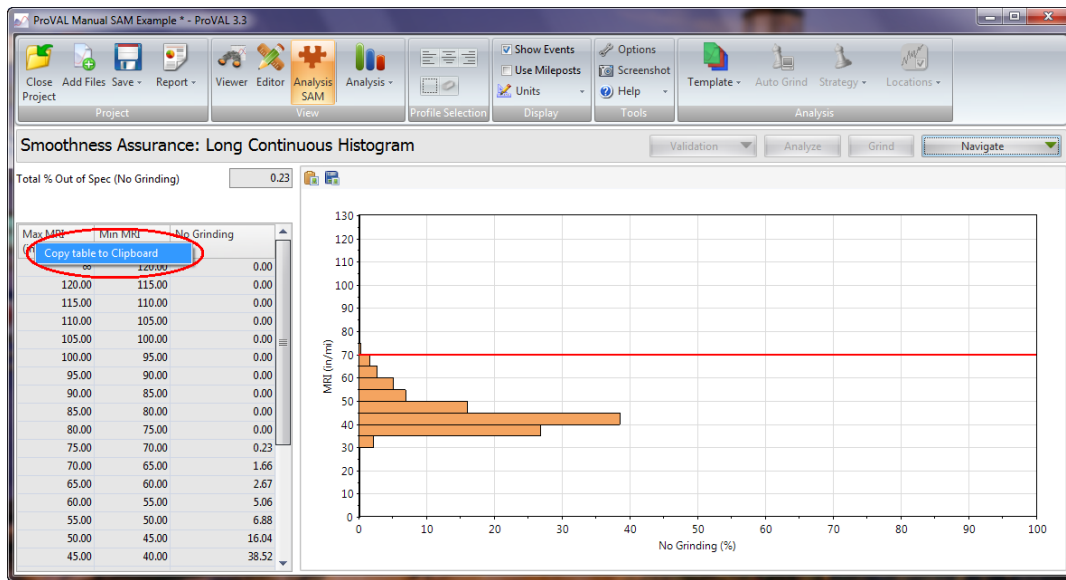 ProVAL Manual SAM Example * - ProVAL 3.3
Close Project
Add Files
Save
Report
Project
Viewer
Editor
Analysis SAM
Analysis
View
Profile Selection
Show Events
Use Mileposts
Units
Display
Options
Screenshot
Help
Tools
Template
Auto Grind
Strategy
Locations
Analysis
Smoothness Assurance: Long Continuous Histogram
Validation
Analyze
Grind
Navigate
Total % Out of Spec (No Grinding) 0.23
Max MRI Min MRI No Grinding
Copy table to Clipboard
∞ 120.00 0.00
120.00 115.00 0.00
115.00 110.00 0.00
110.00 105.00 0.00
105.00 100.00 0.00
100.00 95.00 0.00
95.00 90.00 0.00
90.00 85.00 0.00
85.00 80.00 0.00
80.00 75.00 0.00
75.00 70.00 0.23
70.00 65.00 1.66
65.00 60.00 2.67
60.00 55.00 5.06
55.00 50.00 6.88
50.00 45.00 16.04
45.00 40.00 38.52
MRI (in/mi)
130
120
110
100
90
80
70
60
50
40
30
20
10
0
0 10 20 30 40 50 60 70 80 90 100
No Grinding (%)